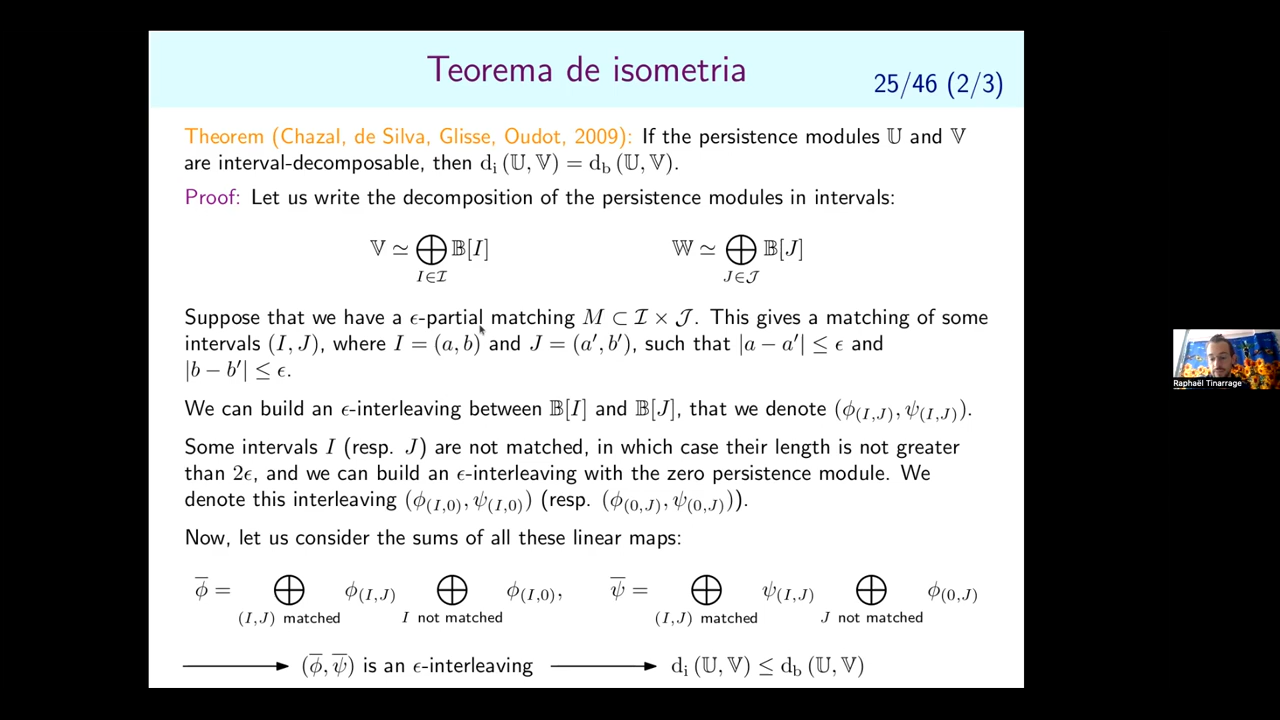 Teorema de isometria
25/46 (2/3)
Theorem (Chazal, de Silva, Glisse, Oudot, 2009): If the persistence modules 𝕌 and 𝕍
are interval-decomposable, then dᵢ (𝕌, 𝕍) = d_b (𝕌, 𝕍).
Proof: Let us write the decomposition of the persistence modules in intervals:
𝕍 ≃ ⨁_{I∈ℐ} 𝔹[I] 𝕎 ≃ ⨁_{J∈𝒥} 𝔹[J]
Suppose that we have a ϵ-partial matching M ⊂ ℐ × 𝒥. This gives a matching of some
intervals (I, J), where I = (a, b) and J = (a′, b′), such that |a − a′| ≤ ϵ and
|b − b′| ≤ ϵ.
We can build an ϵ-interleaving between 𝔹[I] and 𝔹[J], that we denote (ϕ_(I,J), ψ_(I,J)).
Some intervals I (resp. J) are not matched, in which case their length is not greater
than 2ϵ, and we can build an ϵ-interleaving with the zero persistence module. We
denote this interleaving (ϕ_(I,0), ψ_(I,0)) (resp. (ϕ_(0,J), ψ_(0,J))).
Now, let us consider the sums of all these linear maps:
ϕ̅ = ⨁_{(I,J) matched} ϕ_(I,J) ⨁_{I not matched} ϕ_(I,0), ψ̅ = ⨁_{(I,J) matched} ψ_(I,J) ⨁_{J not matched} ϕ_(0,J)
⟶ (ϕ̅, ψ̅) is an ϵ-interleaving ⟶ dᵢ (𝕌, 𝕍) ≤ d_b (𝕌, 𝕍)
Raphaël Tinarrage